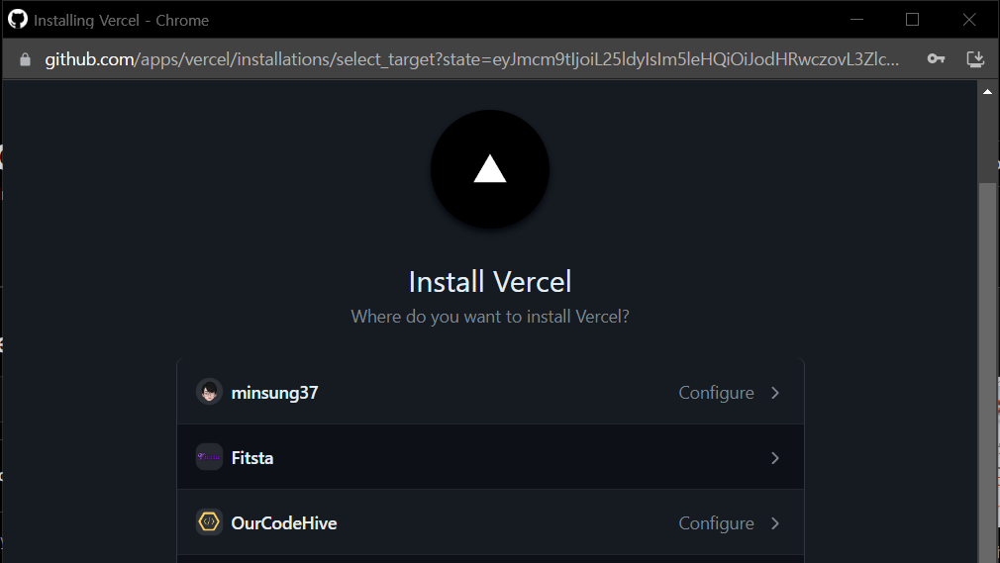 Installing Vercel - Chrome
github.com/apps/vercel/installations/select_target?state=eyJmcm9tIjoiL25ldyIsIm5leHQiOiJodHRwczovL3Zlc...
Install Vercel
Where do you want to install Vercel?
minsung37 Configure
Fitsta
OurCodeHive Configure